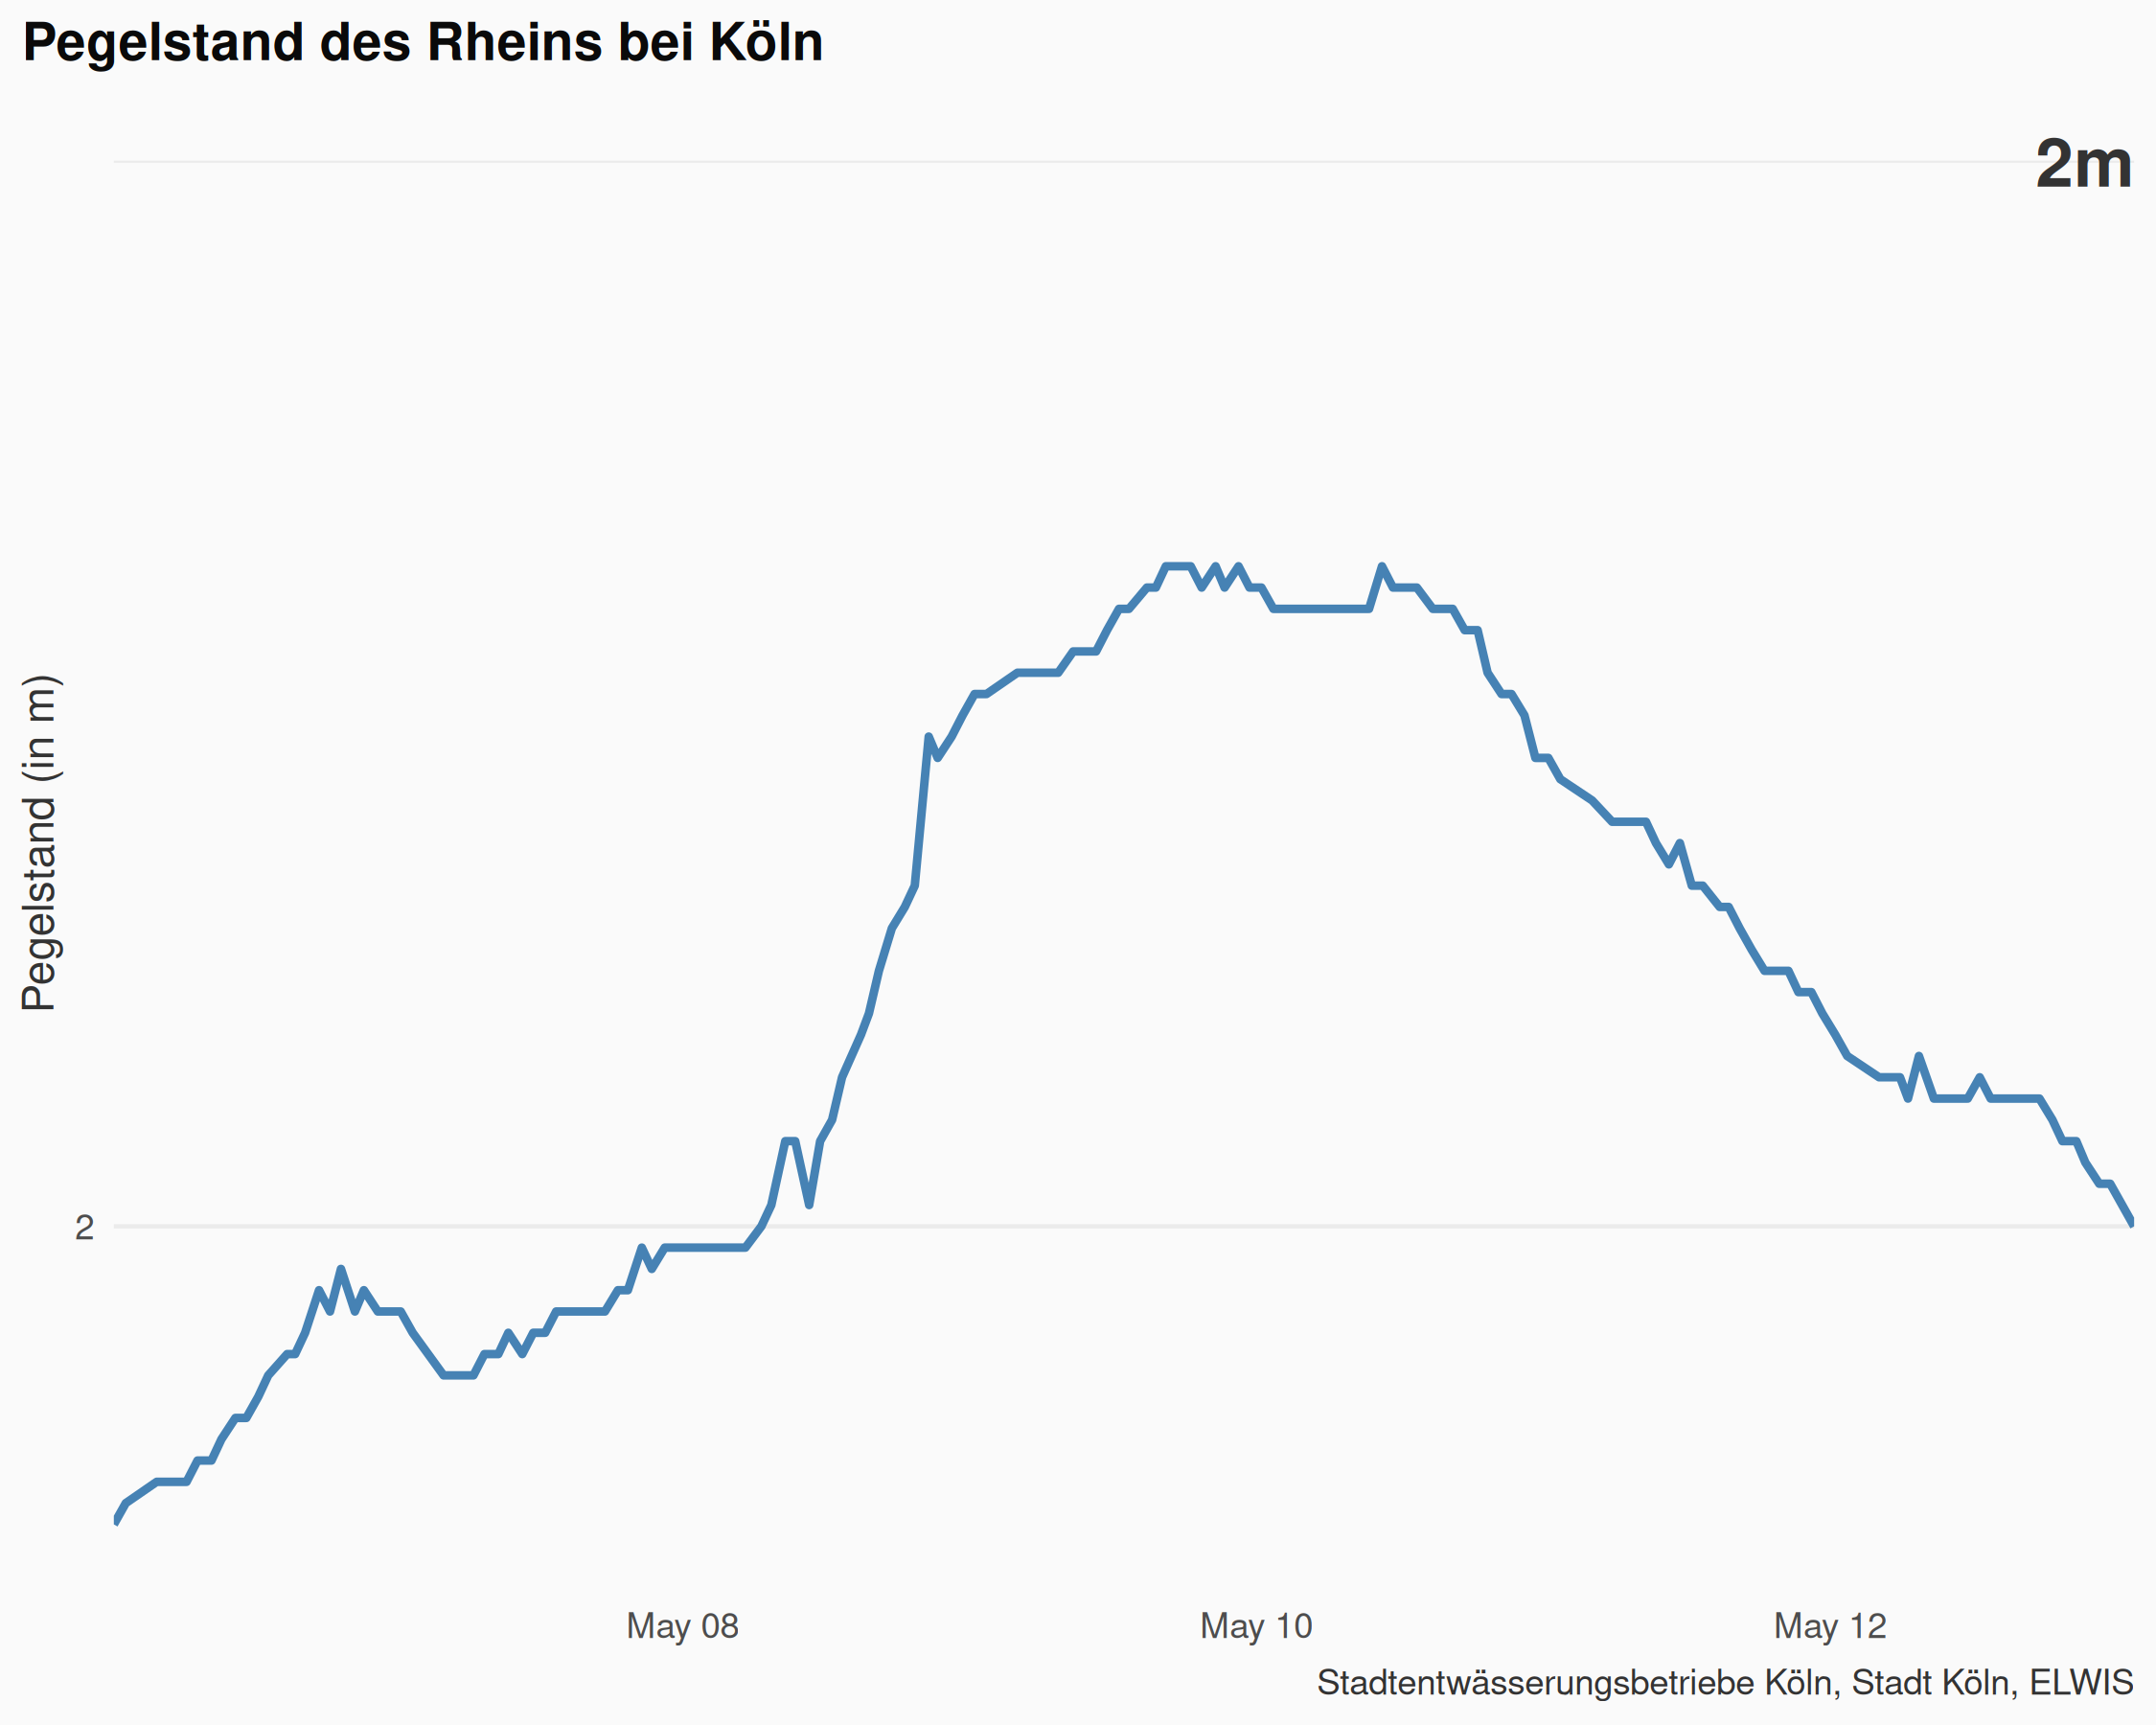 Pegelstand des Rheins bei Köln
2m
Pegelstand (in m)
2
May 08
May 10
May 12
Stadtentwässerungsbetriebe Köln, Stadt Köln, ELWIS